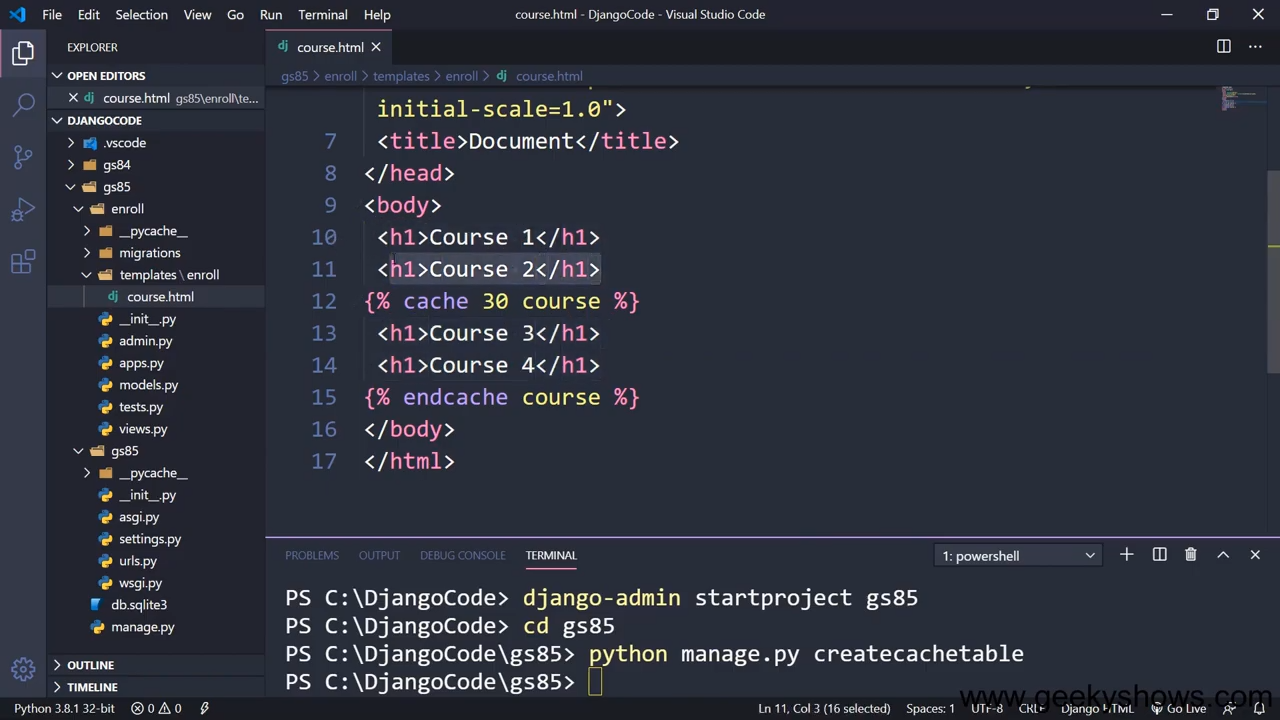 File Edit Selection View Go Run Terminal Help course.html - DjangoCode - Visual Studio Code
EXPLORER
course.html
OPEN EDITORS
course.html gs85\enroll\te...
DJANGOCODE
.vscode
gs84
gs85
enroll
__pycache__
migrations
templates \ enroll
course.html
__init__.py
admin.py
apps.py
models.py
tests.py
views.py
gs85
__pycache__
__init__.py
asgi.py
settings.py
urls.py
wsgi.py
db.sqlite3
manage.py
OUTLINE
TIMELINE
gs85 > enroll > templates > enroll > course.html
initial-scale=1.0">
7 <title>Document</title>
8 </head>
9 <body>
10 <h1>Course 1</h1>
11 <h1>Course 2</h1>
12 {% cache 30 course %}
13 <h1>Course 3</h1>
14 <h1>Course 4</h1>
15 {% endcache course %}
16 </body>
17 </html>
PROBLEMS OUTPUT DEBUG CONSOLE TERMINAL 1: powershell
PS C:\DjangoCode> django-admin startproject gs85
PS C:\DjangoCode> cd gs85
PS C:\DjangoCode\gs85> python manage.py createcachetable
PS C:\DjangoCode\gs85>
www.geekyshows.com
Python 3.8.1 32-bit 0 0 Ln 11, Col 3 (16 selected) Spaces: 1 UTF-8 CRLF Django HTML Go Live